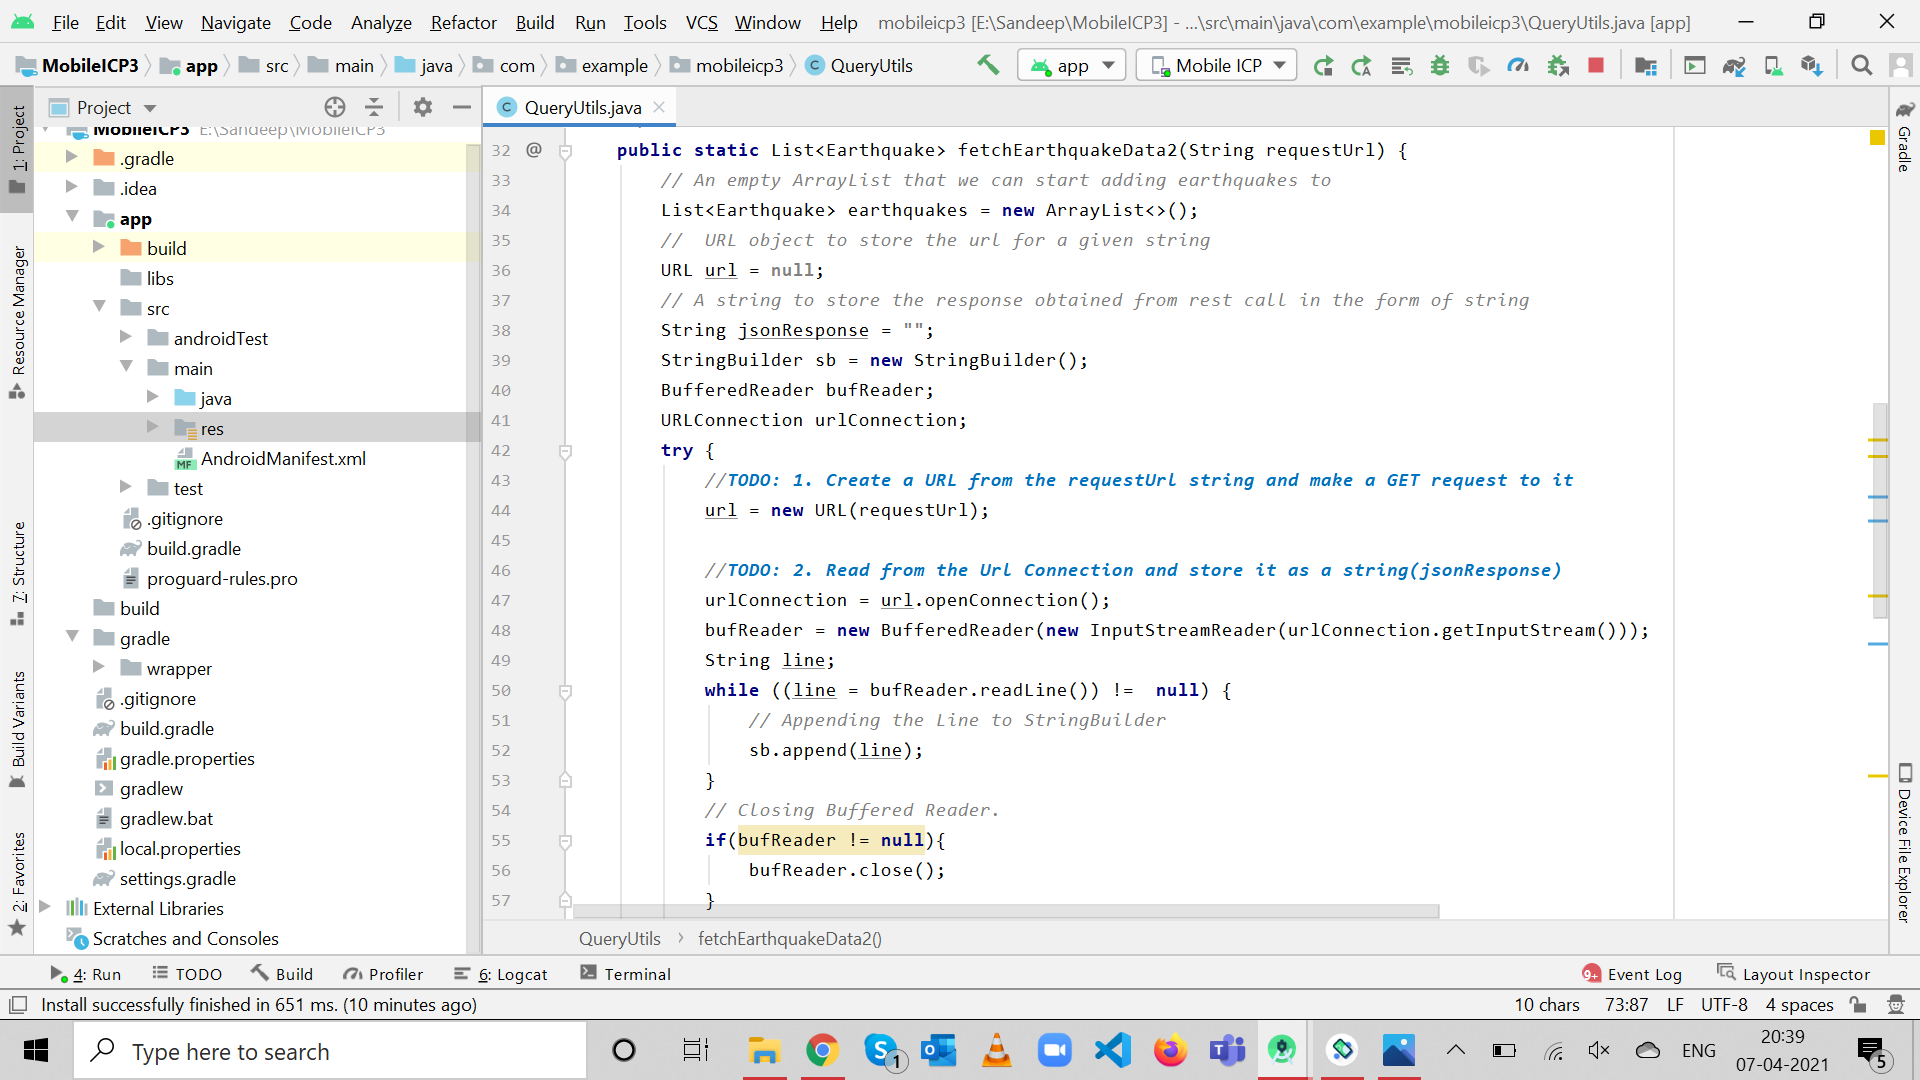 File Edit View Navigate Code Analyze Refactor Build Run Tools VCS Window Help mobileicp3 [E:\Sandeep\MobileICP3] - ...\src\main\java\com\example\mobileicp3\QueryUtils.java [app]
MobileICP3 app src main java com example mobileicp3 C QueryUtils app Mobile ICP
Project
C QueryUtils.java
MobileICP3 E:\Sandeep\MobileICP3
.gradle
.idea
app
build
libs
src
androidTest
main
java
res
MF AndroidManifest.xml
test
.gitignore
build.gradle
proguard-rules.pro
build
gradle
wrapper
.gitignore
build.gradle
gradle.properties
gradlew
gradlew.bat
local.properties
settings.gradle
External Libraries
Scratches and Consoles
1: Project
Resource Manager
7: Structure
Build Variants
2: Favorites
32 @ public static List<Earthquake> fetchEarthquakeData2(String requestUrl) {
33 // An empty ArrayList that we can start adding earthquakes to
34 List<Earthquake> earthquakes = new ArrayList<>();
35 //  URL object to store the url for a given string
36 URL url = null;
37 // A string to store the response obtained from rest call in the form of string
38 String jsonResponse = "";
39 StringBuilder sb = new StringBuilder();
40 BufferedReader bufReader;
41 URLConnection urlConnection;
42 try {
43 //TODO: 1. Create a URL from the requestUrl string and make a GET request to it
44 url = new URL(requestUrl);
45
46 //TODO: 2. Read from the Url Connection and store it as a string(jsonResponse)
47 urlConnection = url.openConnection();
48 bufReader = new BufferedReader(new InputStreamReader(urlConnection.getInputStream()));
49 String line;
50 while ((line = bufReader.readLine()) !=  null) {
51 // Appending the Line to StringBuilder
52 sb.append(line);
53 }
54 // Closing Buffered Reader.
55 if(bufReader != null){
56 bufReader.close();
57 }
QueryUtils fetchEarthquakeData2()
Gradle
Device File Explorer
4: Run TODO Build Profiler 6: Logcat Terminal 9+ Event Log Layout Inspector
Install successfully finished in 651 ms. (10 minutes ago) 10 chars 73:87 LF UTF-8 4 spaces
Type here to search 1 ENG 20:39
07-04-2021 5